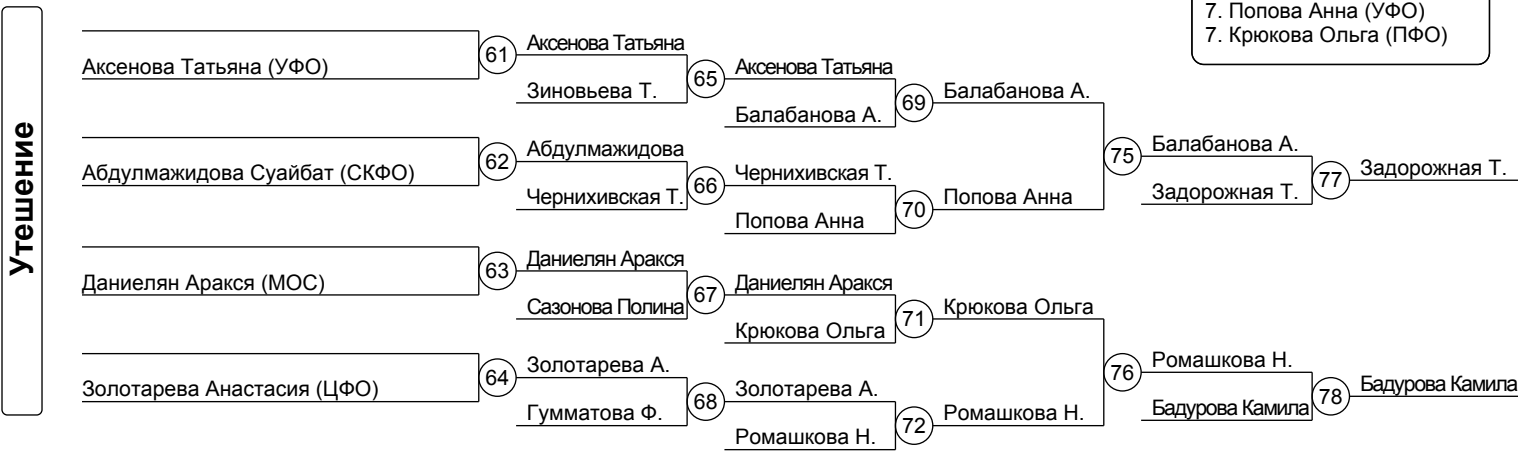 7. Попова Анна (УФО)
7. Крюкова Ольга (ПФО)
Утешение
Аксенова Татьяна (УФО)
61
Аксенова Татьяна
Зиновьева Т.
65
Аксенова Татьяна
Балабанова А.
69
Балабанова А.
Абдулмажидова Суайбат (СКФО)
62
Абдулмажидова
Чернихивская Т.
66
Чернихивская Т.
Попова Анна
70
Попова Анна
75
Балабанова А.
Задорожная Т.
77
Задорожная Т.
Даниелян Аракся (МОС)
63
Даниелян Аракся
Сазонова Полина
67
Даниелян Аракся
Крюкова Ольга
71
Крюкова Ольга
Золотарева Анастасия (ЦФО)
64
Золотарева А.
Гумматова Ф.
68
Золотарева А.
Ромашкова Н.
72
Ромашкова Н.
76
Ромашкова Н.
Бадурова Камила
78
Бадурова Камила